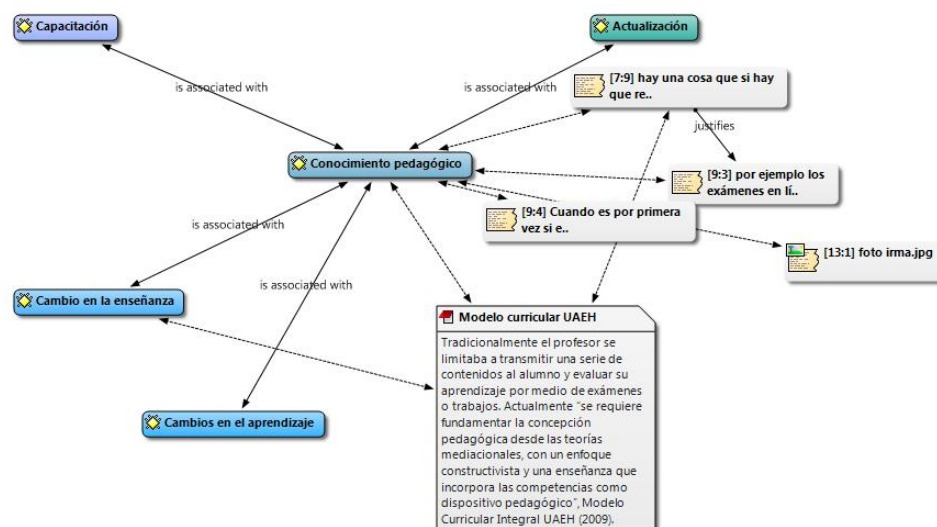 Capacitación
Actualización
is associated with
is associated with
[7:9] hay una cosa que si hay
que re..
justifies
Conocimiento pedagógico
[9:3] por ejemplo los
exámenes en lí..
[9:4] Cuando es por primera
vez si e..
is associated with
[13:1] foto irma.jpg
is associated with
Cambio en la enseñanza
Modelo curricular UAEH
Tradicionalmente el profesor se
limitaba a transmitir una serie de
contenidos al alumno y evaluar su
aprendizaje por medio de exámenes
o trabajos. Actualmente "se requiere
fundamentar la concepción
pedagógica desde las teorías
mediacionales, con un enfoque
constructivista y una enseñanza que
incorpora las competencias como
dispositivo pedagógico", Modelo
Curricular Integral UAEH (2009).
Cambios en el aprendizaje